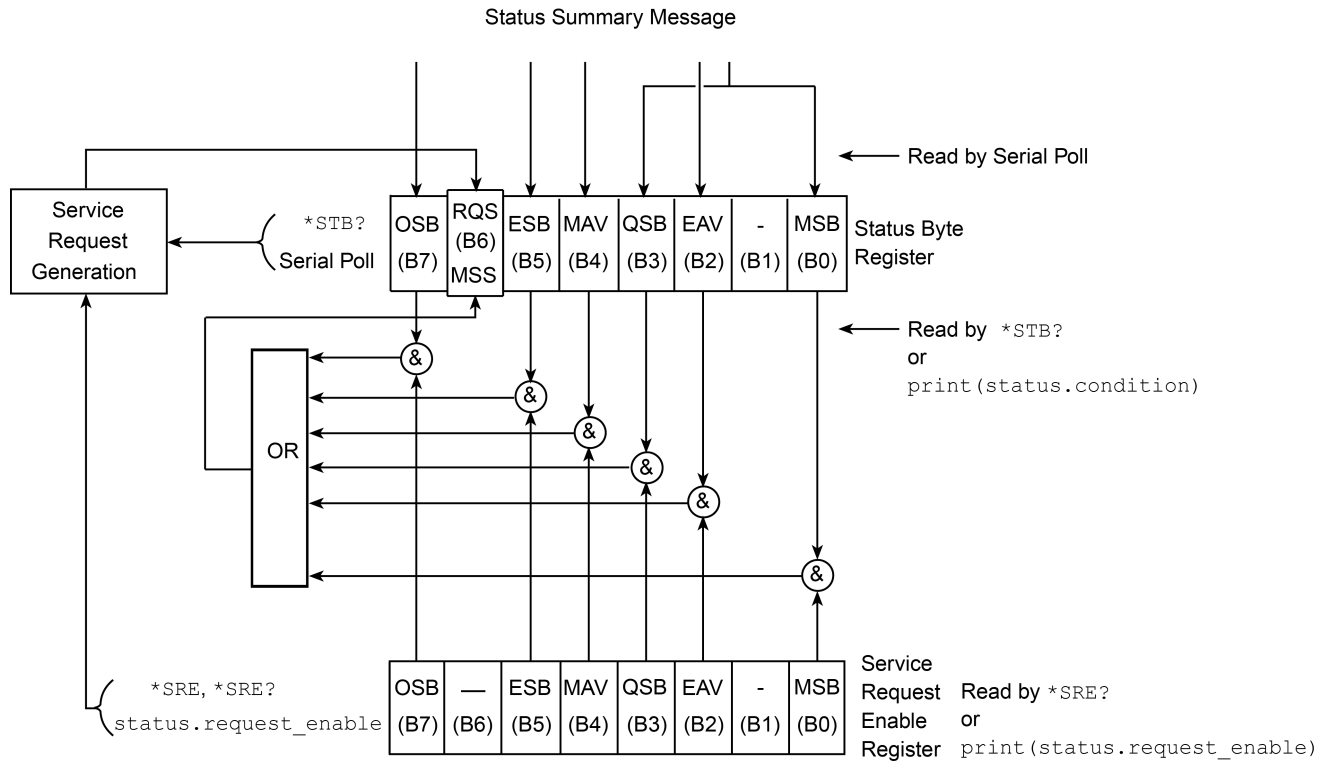 Status Summary Message
Read by Serial Poll
Service
Request
Generation
*STB?
Serial Poll
OSB
(B7)
RQS
(B6)
MSS
ESB
(B5)
MAV
(B4)
QSB
(B3)
EAV
(B2)
-
(B1)
MSB
(B0)
Status Byte
Register
Read by *STB?
or
print(status.condition)
&
&
&
&
&
&
OR
*SRE, *SRE?
status.request_enable
OSB
(B7)
—
(B6)
ESB
(B5)
MAV
(B4)
QSB
(B3)
EAV
(B2)
-
(B1)
MSB
(B0)
Service
Request
Enable
Register
Read by *SRE?
or
print(status.request_enable)